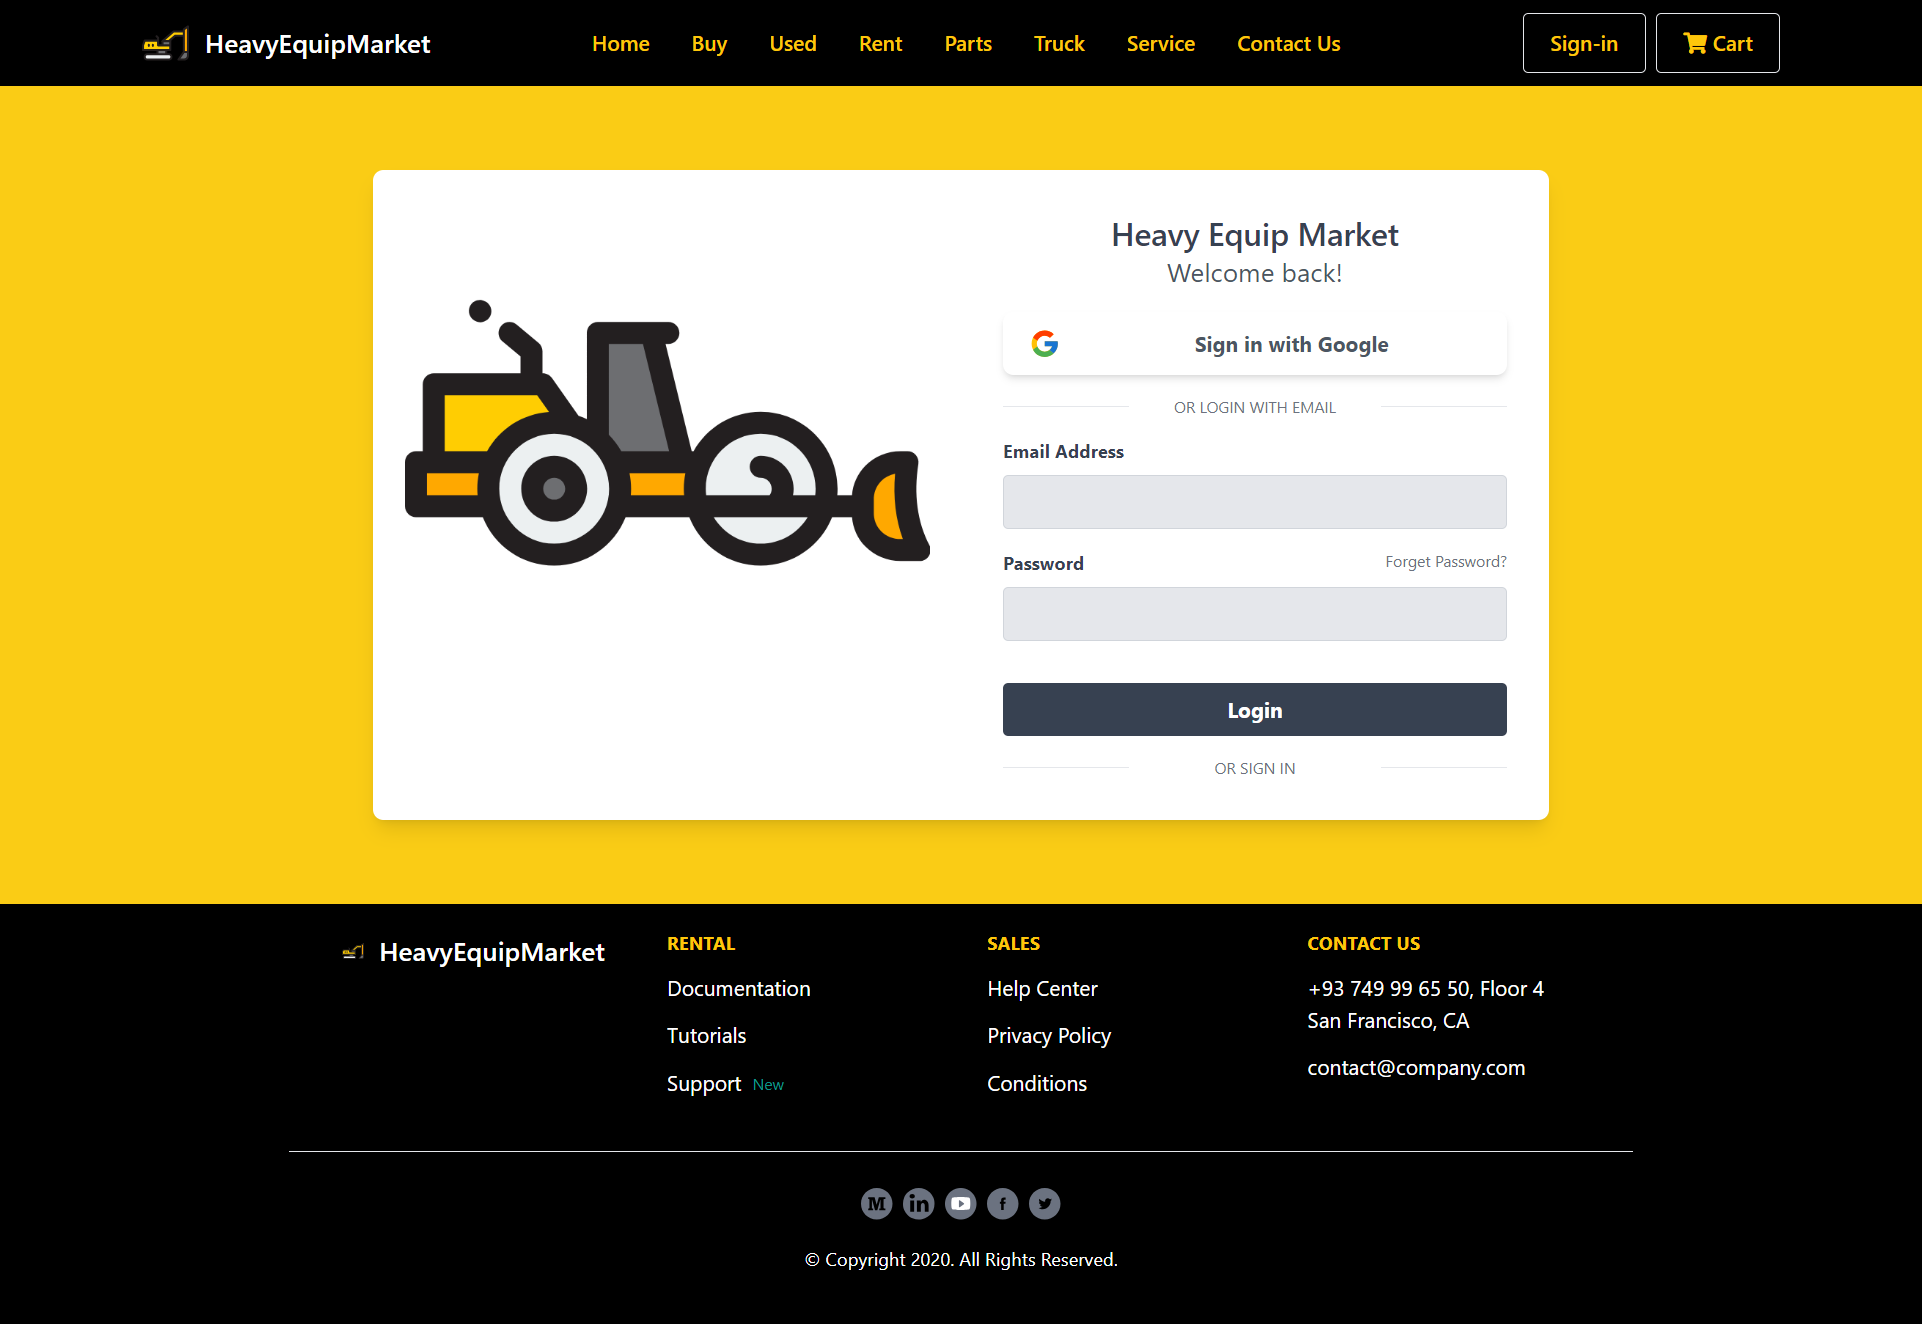 HeavyEquipMarket
Home Buy Used Rent Parts Truck Service Contact Us
Sign-in
Cart
Heavy Equip Market
Welcome back!
Sign in with Google
OR LOGIN WITH EMAIL
Email Address
Password
Forget Password?
Login
OR SIGN IN
HeavyEquipMarket
RENTAL
Documentation
Tutorials
Support New
SALES
Help Center
Privacy Policy
Conditions
CONTACT US
+93 749 99 65 50, Floor 4
San Francisco, CA
contact@company.com
© Copyright 2020. All Rights Reserved.